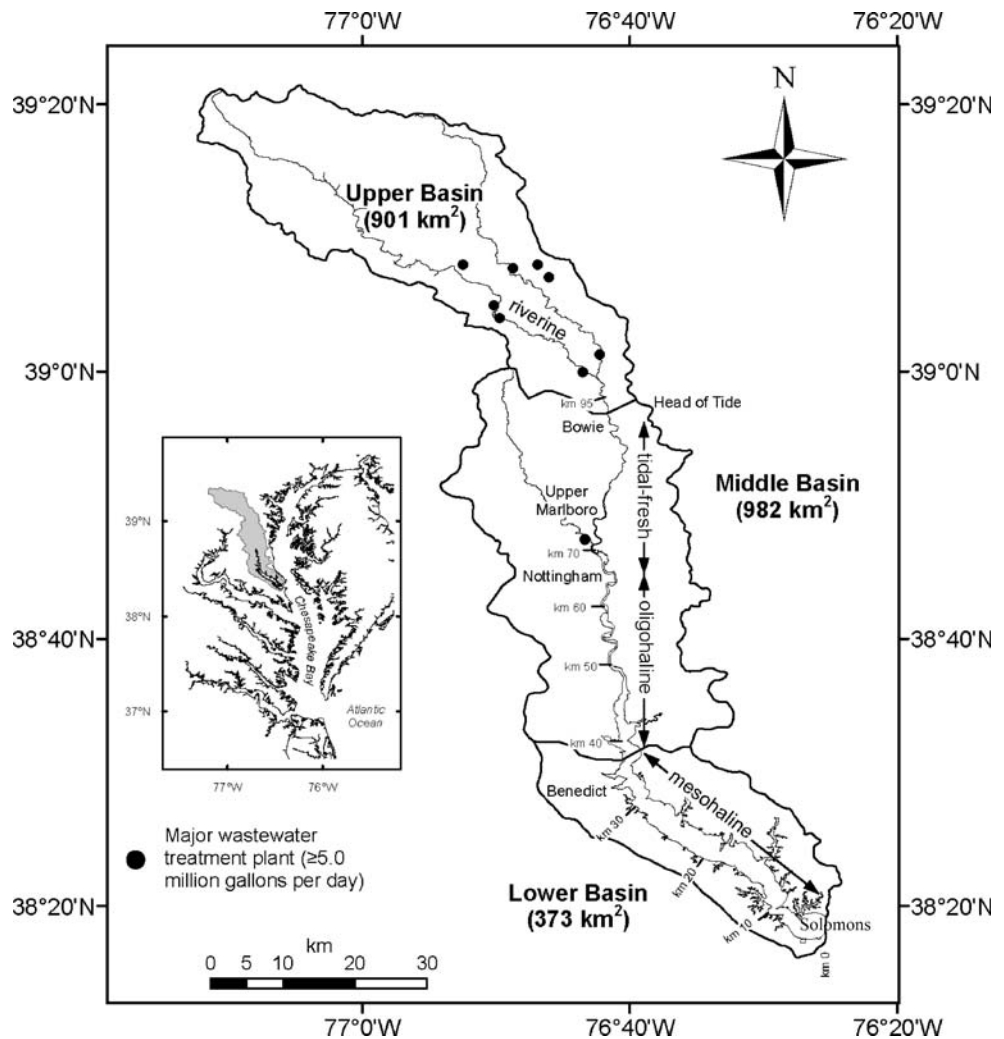 77°0'W 76°40'W 76°20'W
39°20'N 39°20'N
N
Upper Basin
(901 km²)
riverine
39°0'N 39°0'N
km 95
Head of Tide
Bowie
tidal-fresh
Middle Basin
(982 km²)
Upper
Marlboro
km 70
Nottingham
km 60
oligohaline
38°40'N 38°40'N
km 50
km 40
Benedict
mesohaline
km 30
km 20
Lower Basin
(373 km²)
km 10
Solomons
km 0
38°20'N 38°20'N
39°N
38°N
37°N
Chesapeake Bay
Atlantic
Ocean
77°W 76°W
Major wastewater
treatment plant (≥5.0
million gallons per day)
km
0 5 10 20 30
77°0'W 76°40'W 76°20'W